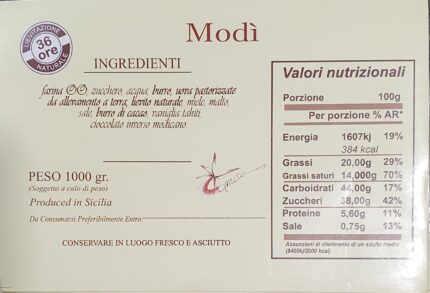 Modì
LIEVITAZIONE
36
ore
NATURALE
INGREDIENTI
farina OO, zucchero, acqua, burro, uova pastorizzate
da allevamento a terra, lievito naturale, miele, malto,
sale, burro di cacao, vaniglia tahiti,
cioccolato inverso modicano.
PESO 1000 gr.
(Soggetto a calo di peso)
Produced in Sicilia
Da Consumarsi Preferibilmente Entro:
CONSERVARE IN LUOGO FRESCO E ASCIUTTO
Valori nutrizionali
Porzione 100g
Per porzione % AR*
Energia 1607kj 19%
384 kcal
Grassi 20,00g 29%
Grassi saturi 14,000g 70%
Carboidrati 44,00g 17%
Zuccheri 38,00g 42%
Proteine 5,60g 11%
Sale 0,75g 13%
Assunzioni di riferimento di un adulto medio
(8400kj/2000 kcal)